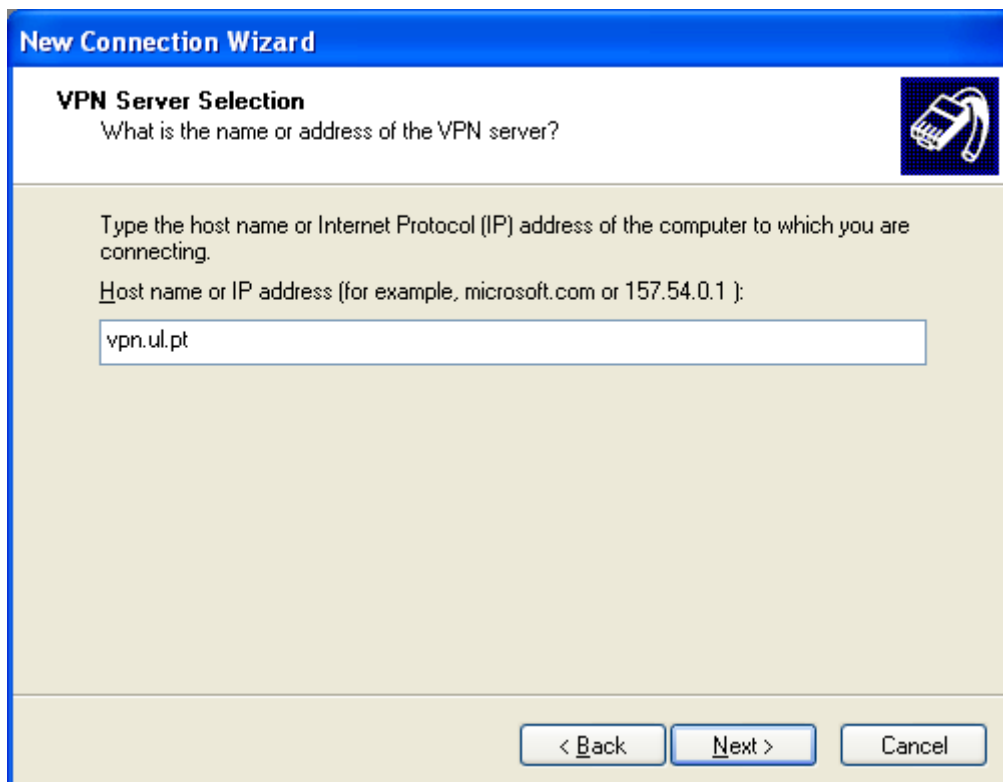 New Connection Wizard
VPN Server Selection
What is the name or address of the VPN server?
Type the host name or Internet Protocol (IP) address of the computer to which you are
connecting.
Host name or IP address (for example, microsoft.com or 157.54.0.1 ):
vpn.ul.pt
< Back Next > Cancel